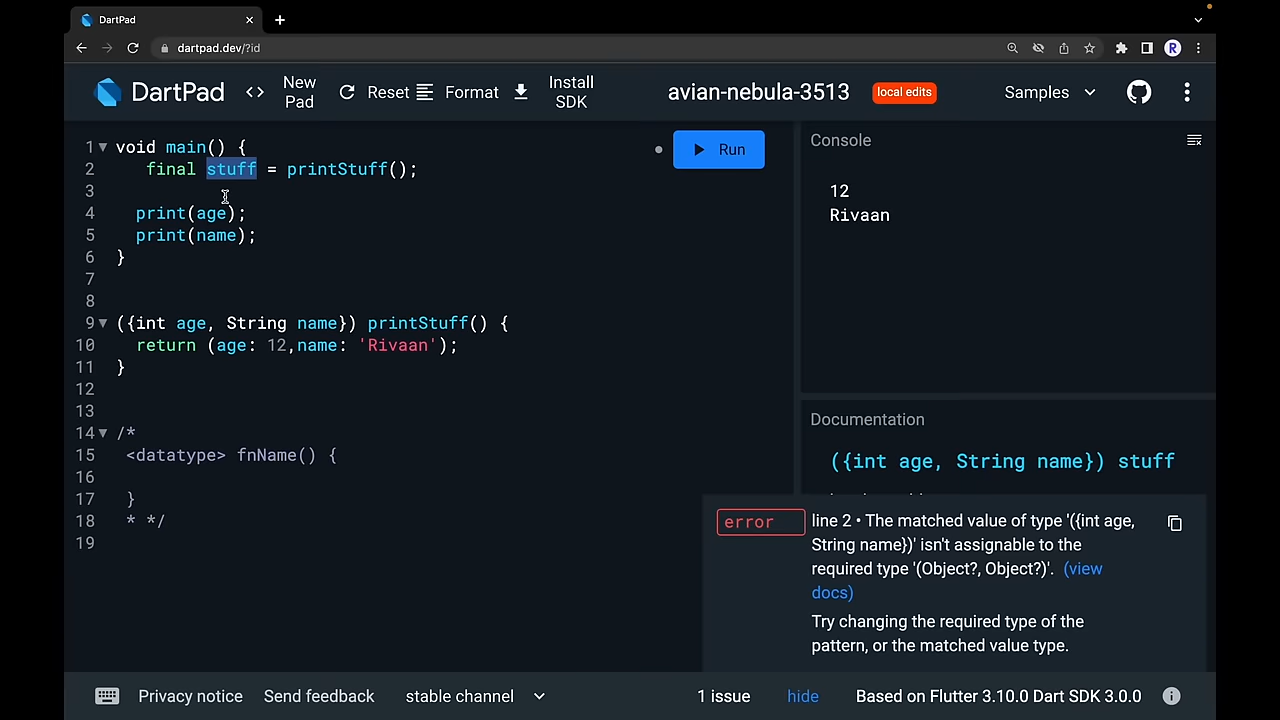 DartPad
dartpad.dev/?id
R
DartPad
<>
New Pad
Reset
Format
Install SDK
avian-nebula-3513
local edits
Samples
1 void main() {
2    final stuff = printStuff();
3
4   print(age);
5   print(name);
6 }
7
8
9 ({int age, String name}) printStuff() {
10   return (age: 12,name: 'Rivaan');
11 }
12
13
14 /*
15  <datatype> fnName() {
16
17  }
18  * */
19
Run
Console
12
Rivaan
Documentation
({int age, String name}) stuff
error
line 2 • The matched value of type '({int age,
String name})' isn't assignable to the
required type '(Object?, Object?)'. (view
docs)
Try changing the required type of the
pattern, or the matched value type.
Privacy notice
Send feedback
stable channel
1 issue
hide
Based on Flutter 3.10.0 Dart SDK 3.0.0